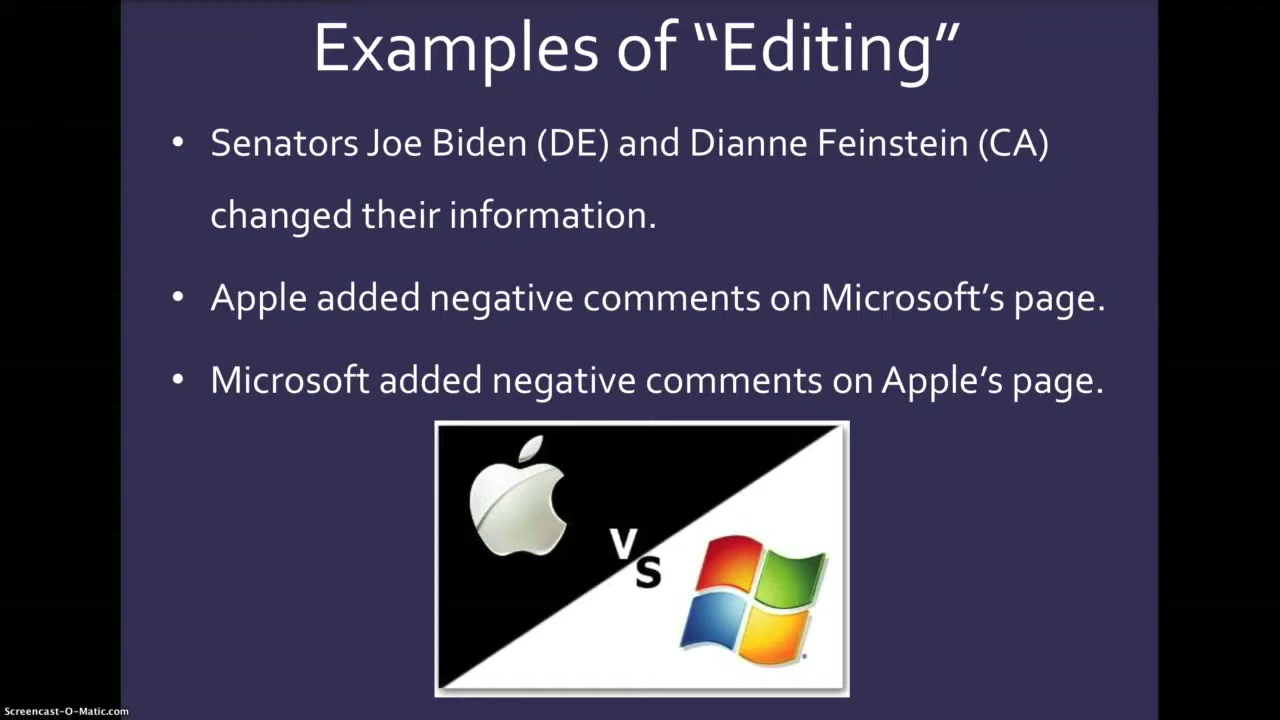 Examples of “Editing”
• Senators Joe Biden (DE) and Dianne Feinstein (CA)
changed their information.
• Apple added negative comments on Microsoft’s page.
• Microsoft added negative comments on Apple’s page.
V
S
Screencast-O-Matic.com